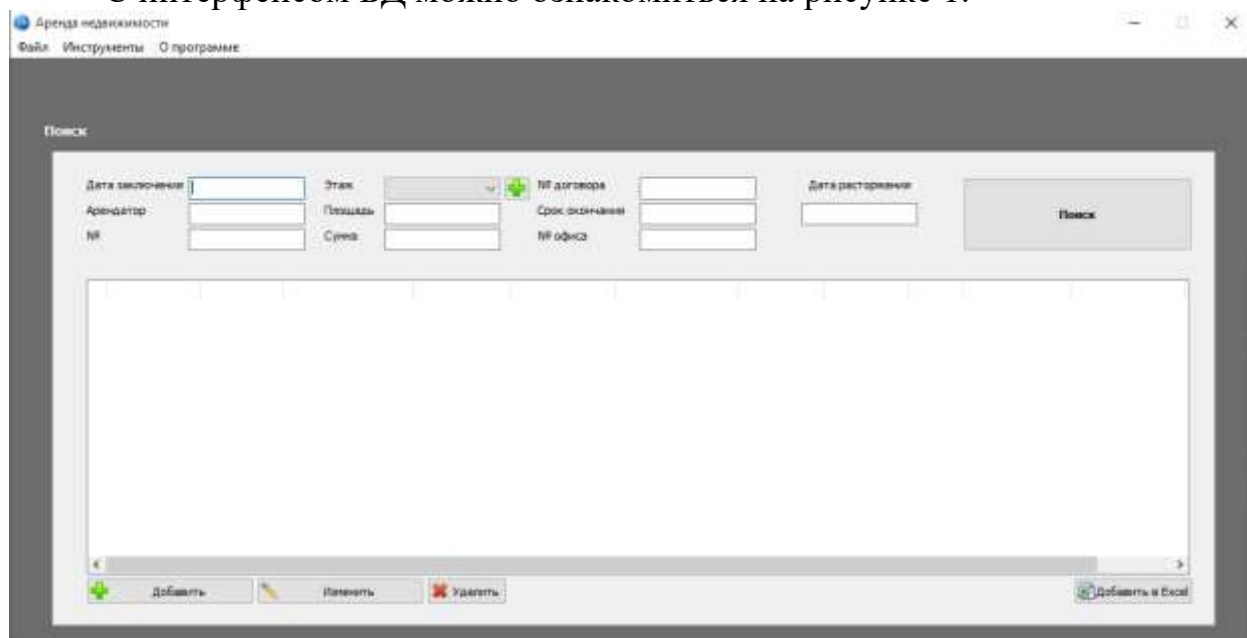 С интерфейсом БД можно ознакомиться на рисунке 1.
Аренда недвижимости
Файл Инструменты О программе
Поиск
Дата заключения Этаж № договора Дата расторжения
Арендатор Площадь Срок окончания Поиск
№ Сумма № офиса
Добавить Изменить Удалить Добавить в Excel